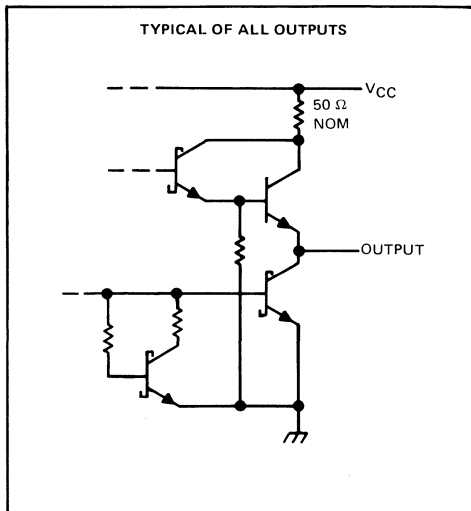 TYPICAL OF ALL OUTPUTS
VCC
50 Ω
NOM
OUTPUT